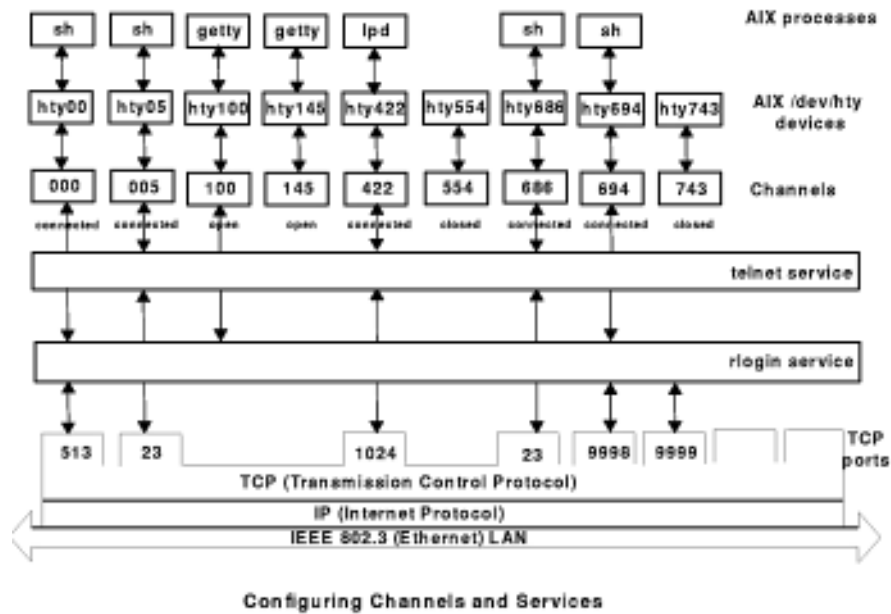 AIX processes
sh sh getty getty lpd sh sh
hty00 hty05 hty100 hty145 hty422 hty554 hty686 hty694 hty743
AIX /dev/hty
devices
000 005 100 145 422 554 686 694 743
Channels
connected connected open open connected closed connected connected closed
telnet service
rlogin service
513 23 1024 23 9998 9999
TCP
ports
TCP (Transmission Control Protocol)
IP (Internet Protocol)
IEEE 802.3 (Ethernet) LAN
Configuring Channels and Services